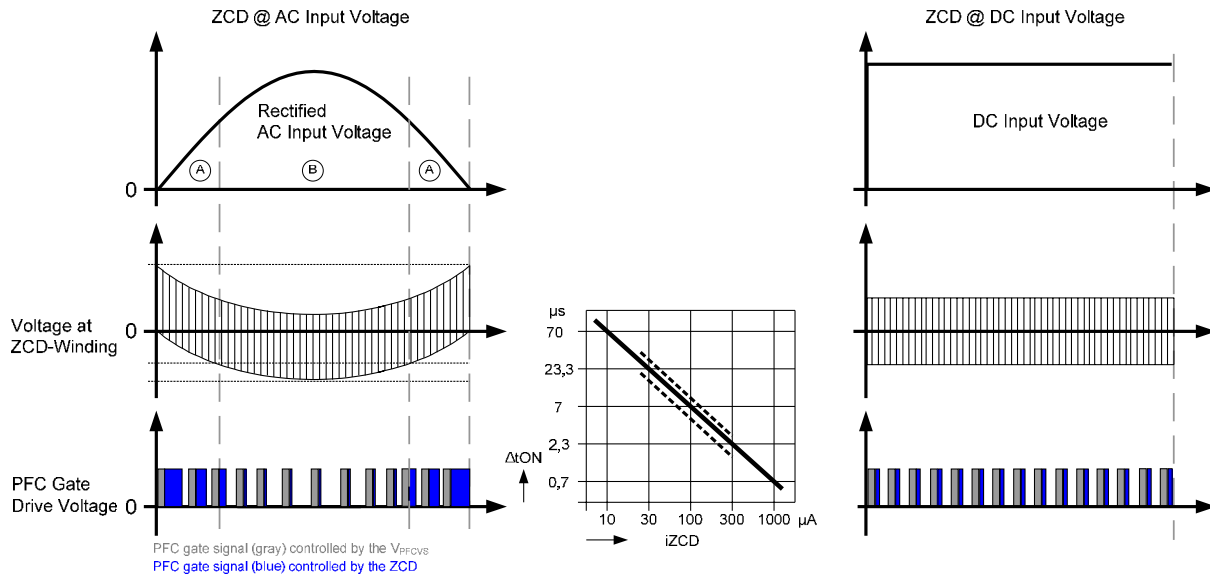 ZCD @ AC Input Voltage
Rectified
AC Input Voltage
A
B
A
0
Voltage at
ZCD-Winding
0
PFC Gate
Drive Voltage
0
PFC gate signal (gray) controlled by the VPFCVS
PFC gate signal (blue) controlled by the ZCD
µs
70
23,3
7
2,3
0,7
ΔtON
10
30
100
300
1000
µA
iZCD
ZCD @ DC Input Voltage
DC Input Voltage
0
0
0